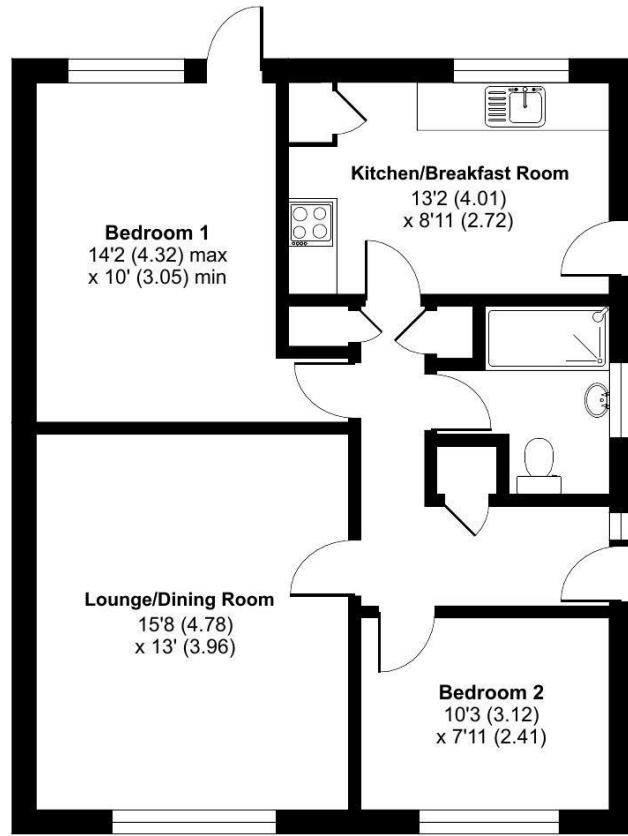 Kitchen/Breakfast Room
13'2 (4.01)
x 8'11 (2.72)
Bedroom 1
14'2 (4.32) max
x 10' (3.05) min
Lounge/Dining Room
15'8 (4.78)
x 13' (3.96)
Bedroom 2
10'3 (3.12)
x 7'11 (2.41)